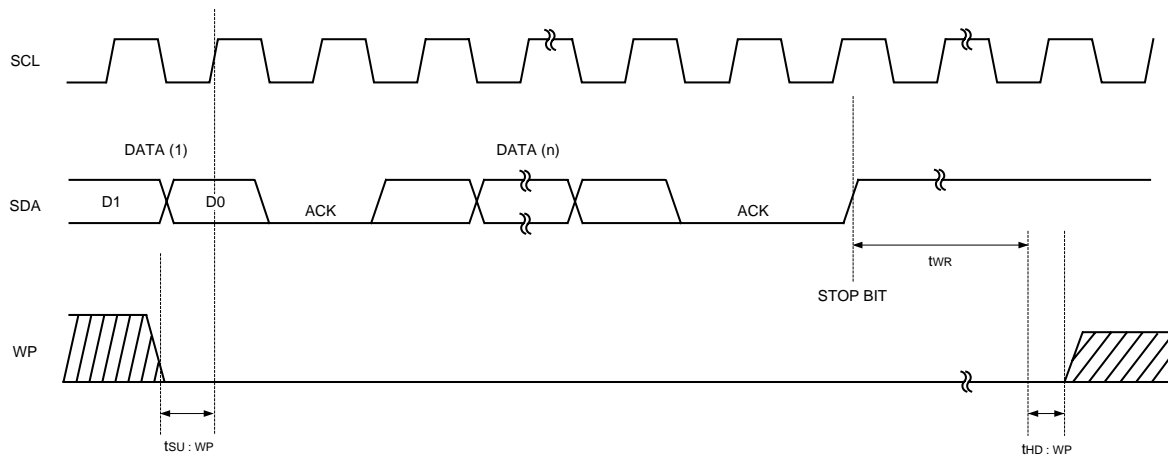 SCL
DATA (1)
DATA (n)
SDA
D1
D0
ACK
ACK
tWR
STOP BIT
WP
tSU : WP
tHD : WP